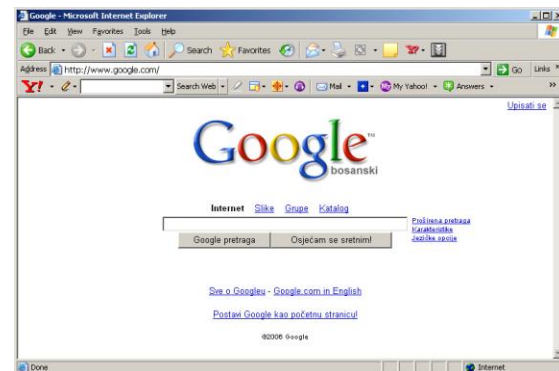 Google - Microsoft Internet Explorer
File Edit View Favorites Tools Help
Back Search Favorites
Address http://www.google.com/ Go Links »
Y! Search Web Mail My Yahoo! Answers »
Upisati se
Google™
bosanski
Internet Slike Grupe Katalog
Proširena pretraga
Karakteristike
Jezičke opcije
Google pretraga Osjećam se sretnim!
Sve o Googleu - Google.com in English
Postavi Google kao početnu stranicu!
©2006 Google
Done Internet